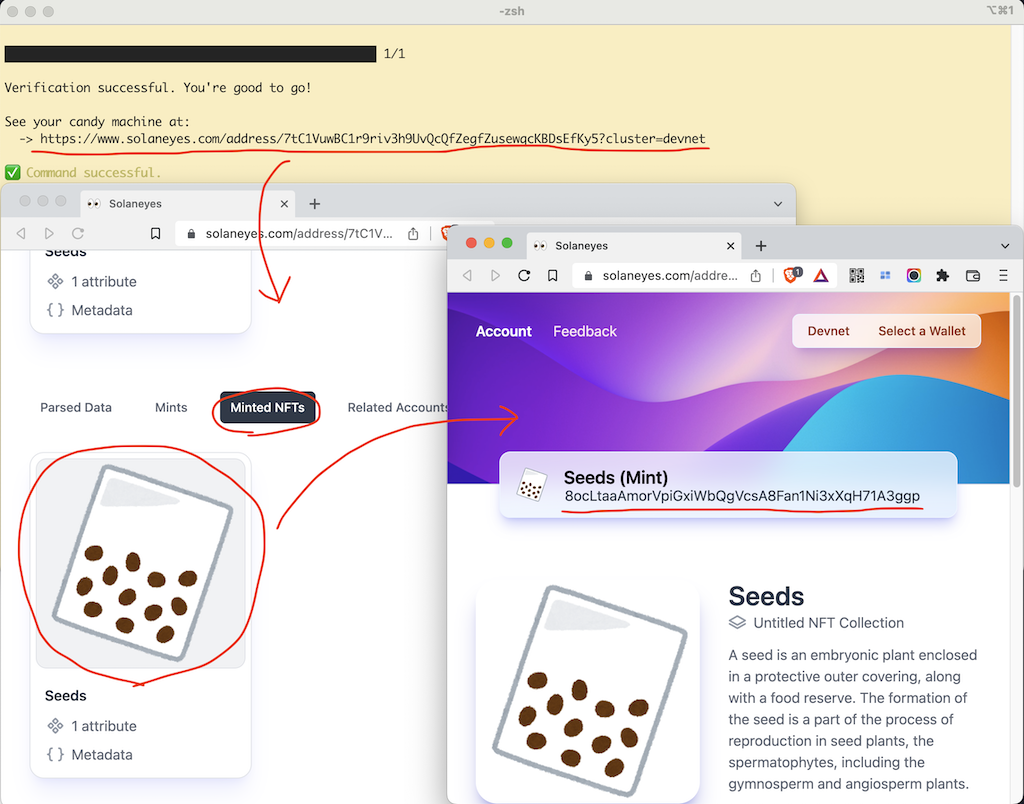 -zsh
⌥⌘1
1/1
Verification successful. You're good to go!
See your candy machine at:
-> https://www.solaneyes.com/address/7tC1VuwBC1r9riv3h9UvQcQfZegfZusewqcKBDsEfKy5?cluster=devnet
✅ Command successful.
Solaneyes
solaneyes.com/address/7tC1V...
Seeds
1 attribute
{ } Metadata
Parsed Data
Mints
Minted NFTs
Related Accounts
Seeds
1 attribute
{ } Metadata
Solaneyes
solaneyes.com/addre...
1
Account
Feedback
Devnet
Select a Wallet
Seeds (Mint)
8ocLtaaAmorVpiGxiWbQgVcsA8Fan1Ni3xXqH71A3ggp
Seeds
Untitled NFT Collection
A seed is an embryonic plant enclosed
in a protective outer covering, along
with a food reserve. The formation of
the seed is a part of the process of
reproduction in seed plants, the
spermatophytes, including the
gymnosperm and angiosperm plants.